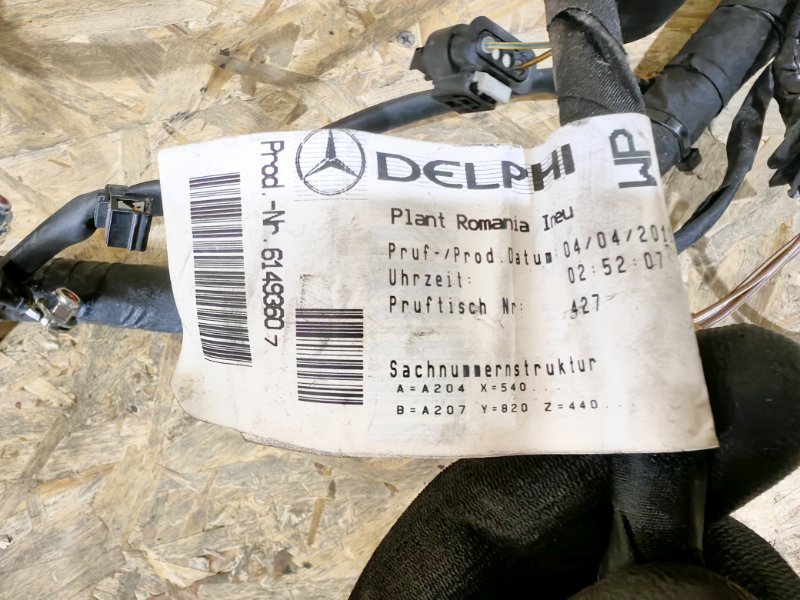 DELPHI
WP
Plant Romania Ineu
Pruf-/Prod.Datum: 04/04/201
Uhrzeit: 02:52:07
Pruftisch Nr: 427
Sachnummernstruktur
A=A204 X=540...
B=A207 Y=820 Z=440...
Prod.-Nr. 6149360 7